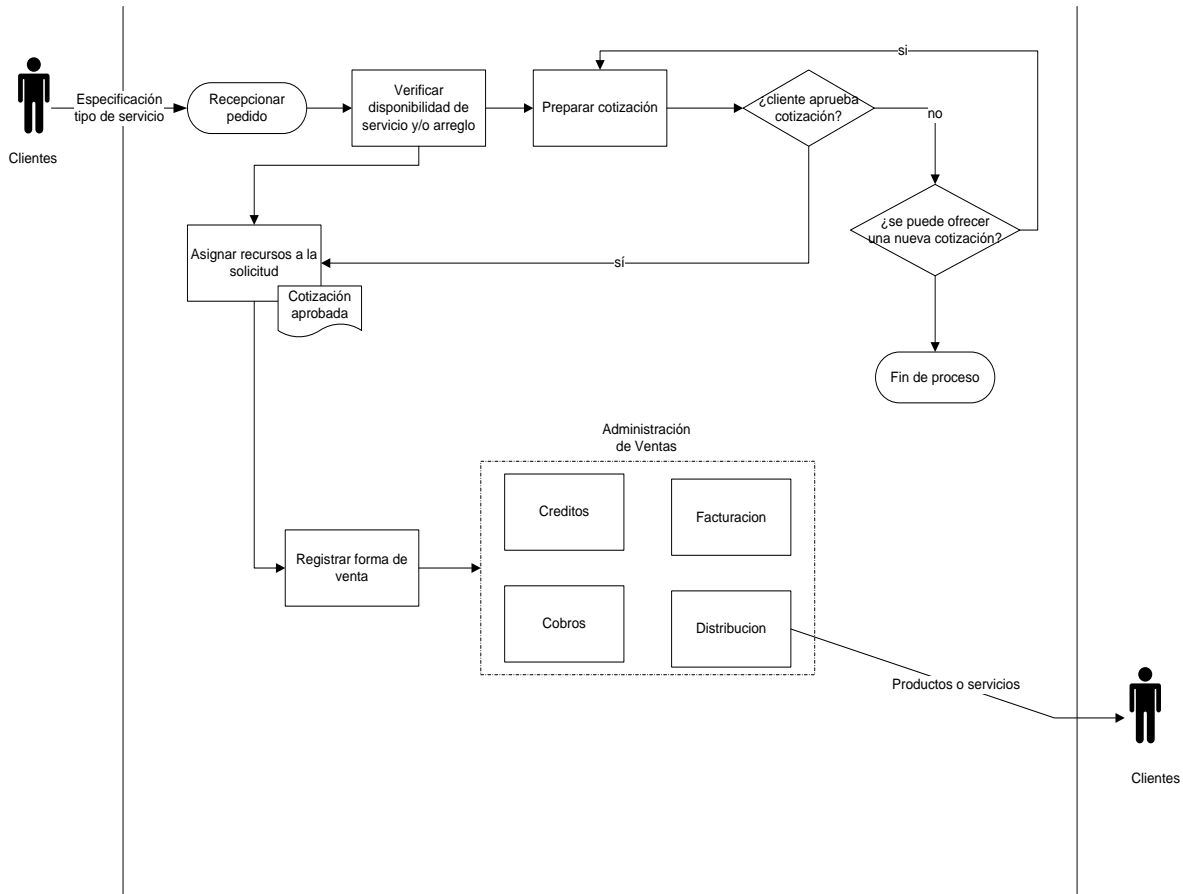 si
Especificación
tipo de servicio
Recepcionar
pedido
Verificar
disponibilidad de
servicio y/o arreglo
Preparar cotización
¿cliente aprueba
cotización?
no
Clientes
¿se puede ofrecer
una nueva cotización?
Asignar recursos a la
solicitud
sí
Cotización
aprobada
Fin de proceso
Administración
de Ventas
Creditos
Facturacion
Registrar forma de
venta
Cobros
Distribucion
Productos o servicios
Clientes